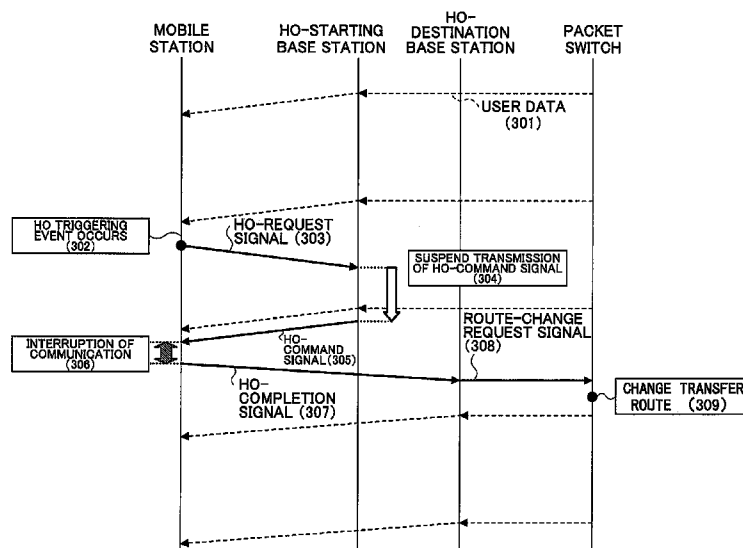 MOBILE
STATION
HO-STARTING
BASE STATION
HO-
DESTINATION
BASE STATION
PACKET
SWITCH
USER DATA
(301)
HO TRIGGERING
EVENT OCCURS
(302)
HO-REQUEST
SIGNAL (303)
SUSPEND TRANSMISSION
OF HO-COMMAND SIGNAL
(304)
INTERRUPTION OF
COMMUNICATION
(306)
HO-
COMMAND
SIGNAL(305)
ROUTE-CHANGE
REQUEST SIGNAL
(308)
HO-
COMPLETION
SIGNAL (307)
CHANGE TRANSFER
ROUTE (309)